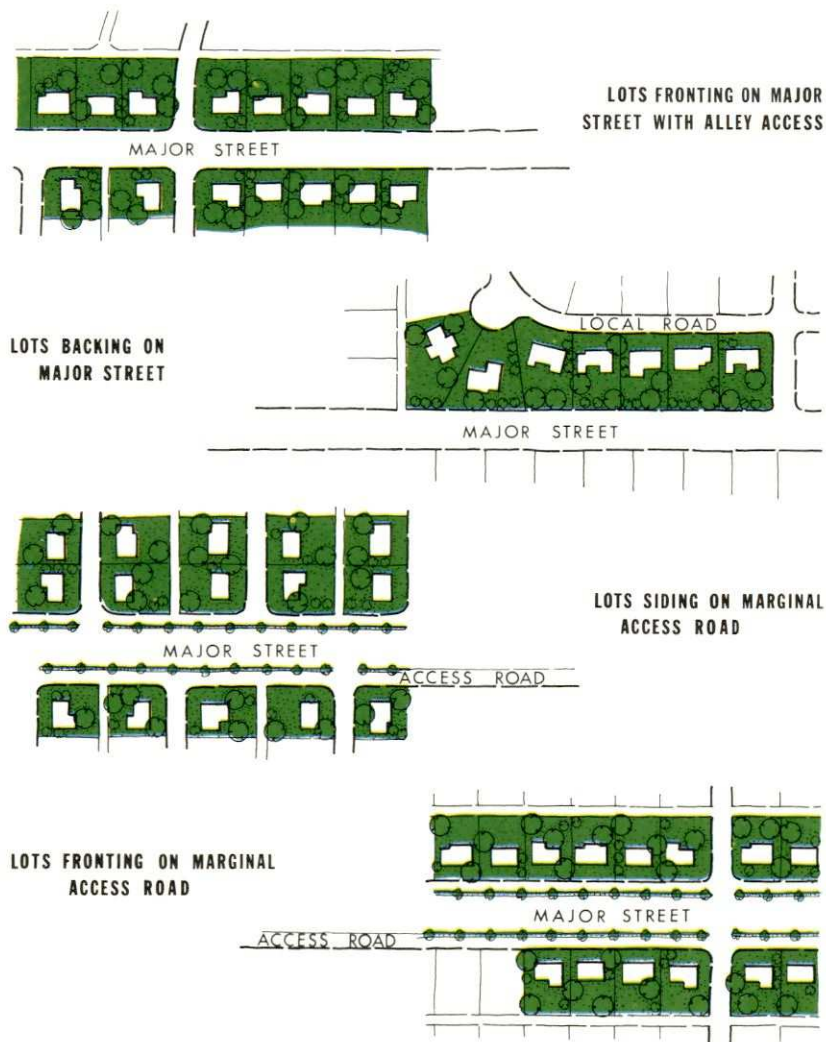 LOTS FRONTING ON MAJOR
STREET WITH ALLEY ACCESS
MAJOR STREET
LOTS BACKING ON
MAJOR STREET
LOCAL ROAD
MAJOR STREET
LOTS SIDING ON MARGINAL
ACCESS ROAD
MAJOR STREET
ACCESS ROAD
LOTS FRONTING ON MARGINAL
ACCESS ROAD
MAJOR STREET
ACCESS ROAD